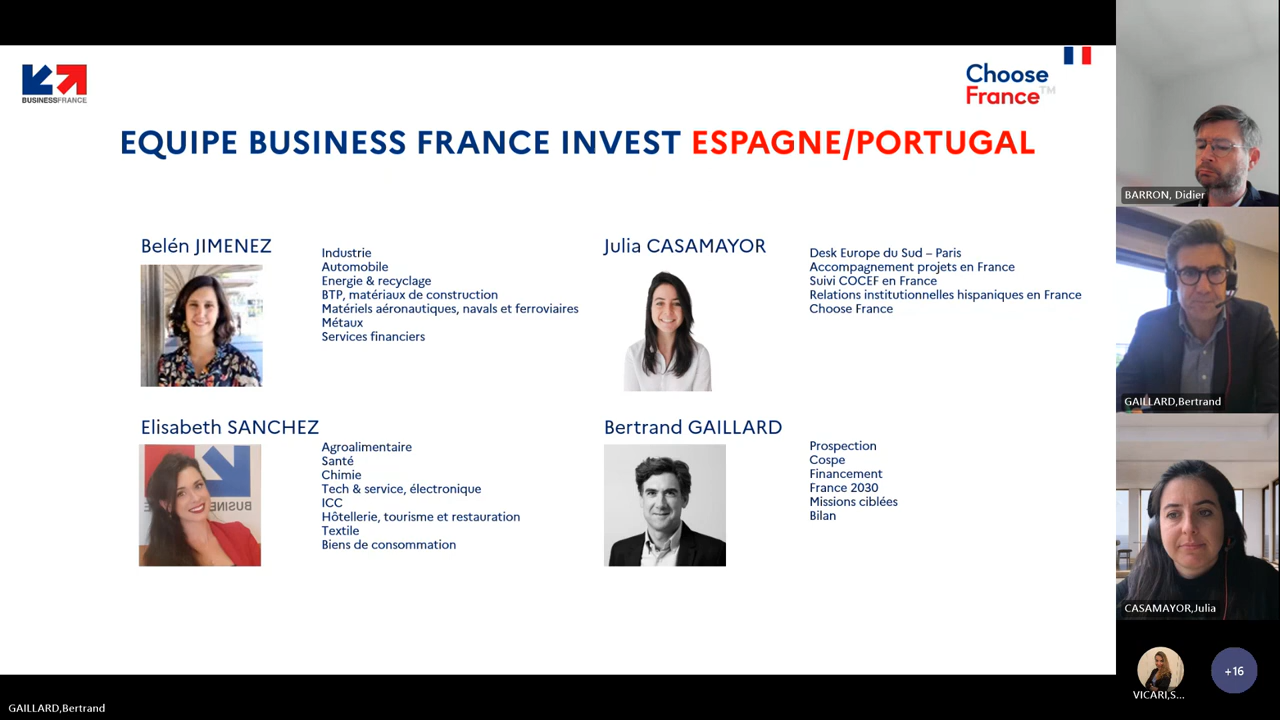 BUSINESSFRANCE
Choose
France™
EQUIPE BUSINESS FRANCE INVEST ESPAGNE/PORTUGAL
Belén JIMENEZ
Industrie
Automobile
Energie & recyclage
BTP, matériaux de construction
Matériels aéronautiques, navals et ferroviaires
Métaux
Services financiers
Julia CASAMAYOR
Desk Europe du Sud – Paris
Accompagnement projets en France
Suivi COCEF en France
Relations institutionnelles hispaniques en France
Choose France
Elisabeth SANCHEZ
Agroalimentaire
Santé
Chimie
Tech & service, électronique
ICC
Hôtellerie, tourisme et restauration
Textile
Biens de consommation
Bertrand GAILLARD
Prospection
Cospe
Financement
France 2030
Missions ciblées
Bilan
BARRON, Didier
GAILLARD,Bertrand
CASAMAYOR,Julia
VICARI,S...
+16
GAILLARD,Bertrand